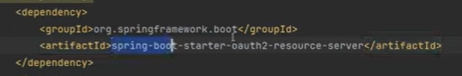 <dependency>
<groupId>org.springframework.boot</groupId>
<artifactId>spring-boot-starter-oauth2-resource-server</artifactId>
</dependency>